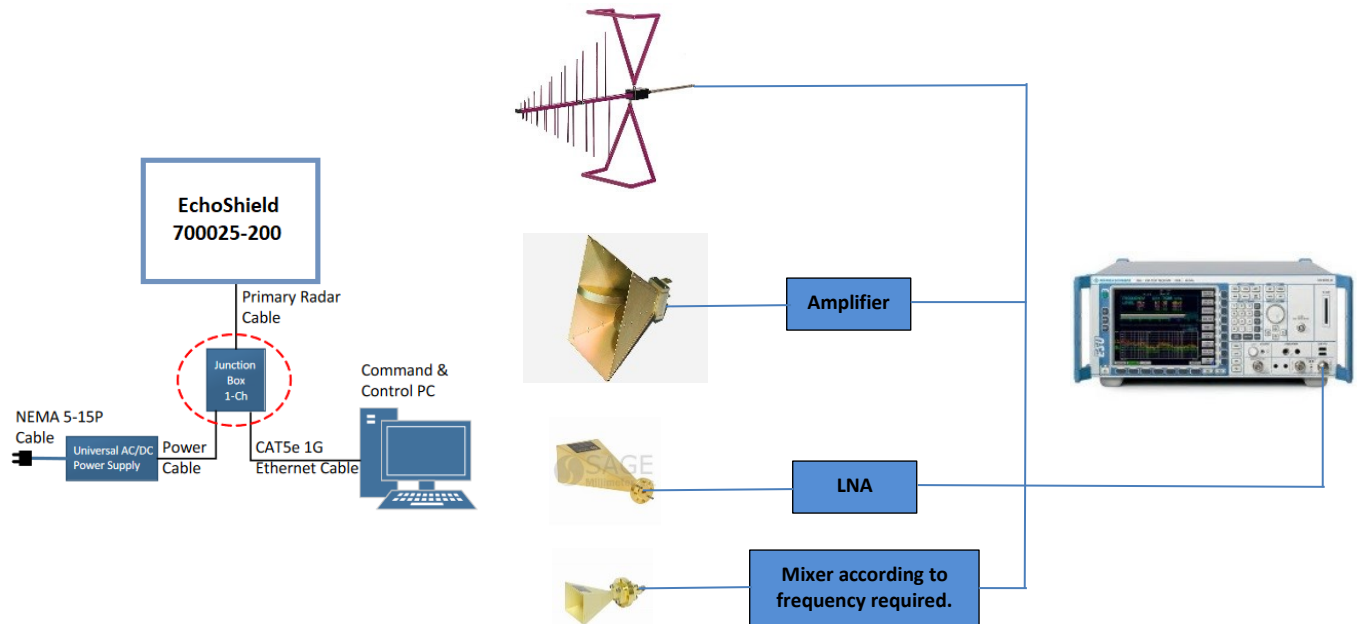 EchoShield
700025-200
Primary Radar
Cable
Junction
Box
1-Ch
Command &
Control PC
NEMA 5-15P
Cable
Universal AC/DC
Power Supply
Power
Cable
CAT5e 1G
Ethernet Cable
Amplifier
SAGE
Millimeter
LNA
Mixer according to
frequency required.